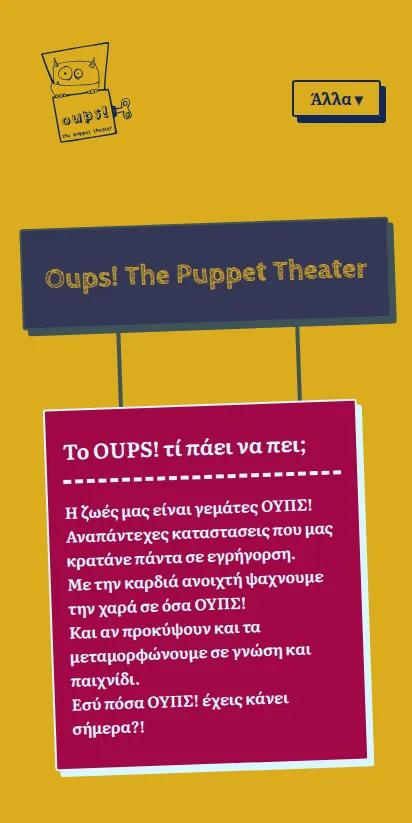 oups!
the puppet theater
Άλλα ▾
Oups! The Puppet Theater
Το OUPS! τί πάει να πει;
Η ζωές μας είναι γεμάτες ΟΥΠΣ!
Αναπάντεχες καταστασεις που μας
κρατάνε πάντα σε εγρήγορση.
Με την καρδιά ανοιχτή ψαχνουμε
την χαρά σε όσα ΟΥΠΣ!
Και αν προκύψουν και τα
μεταμορφώνουμε σε γνώση και
παιχνίδι.
Εσύ πόσα ΟΥΠΣ! έχεις κάνει
σήμερα?!